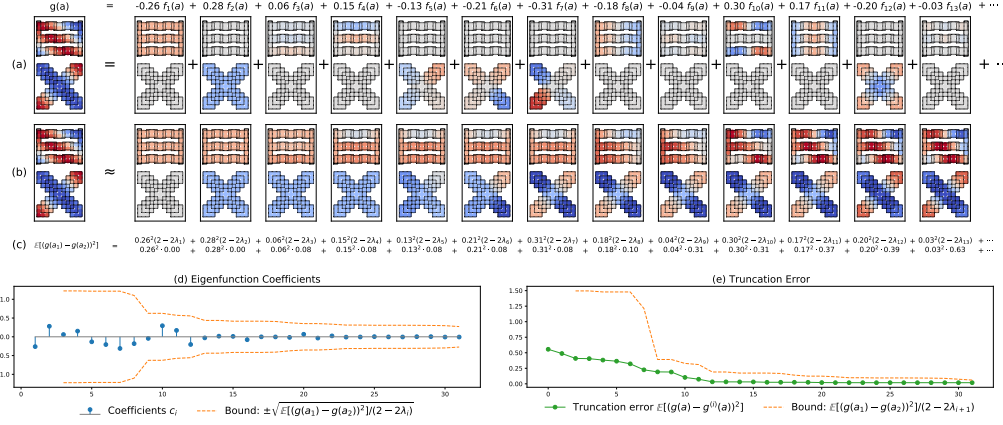 g(a) = -0.26 f₁(a) + 0.28 f₂(a) + 0.06 f₃(a) + 0.15 f₄(a) + -0.13 f₅(a) + -0.21 f₆(a) + -0.31 f₇(a) + -0.18 f₈(a) + -0.04 f₉(a) + 0.30 f₁₀(a) + 0.17 f₁₁(a) + -0.20 f₁₂(a) + -0.03 f₁₃(a) + ⋯
(a) = + + + + + + + + + + + + + ⋯
(b) ≈
(c) 𝔼[(g(a₁)−g(a₂))²] = 0.26²(2−2λ₁) + 0.28²(2−2λ₂) + 0.06²(2−2λ₃) + 0.15²(2−2λ₄) + 0.13²(2−2λ₅) + 0.21²(2−2λ₆) + 0.31²(2−2λ₇) + 0.18²(2−2λ₈) + 0.04²(2−2λ₉) + 0.30²(2−2λ₁₀) + 0.17²(2−2λ₁₁) + 0.20²(2−2λ₁₂) + 0.03²(2−2λ₁₃) + ⋯
0.26² · 0.00 + 0.28² · 0.00 + 0.06² · 0.08 + 0.15² · 0.08 + 0.13² · 0.08 + 0.21² · 0.08 + 0.31² · 0.08 + 0.18² · 0.10 + 0.04² · 0.31 + 0.30² · 0.31 + 0.17² · 0.37 + 0.20² · 0.39 + 0.03² · 0.63 + ⋯
(d) Eigenfunction Coefficients
1.0
0.5
0.0
0.5
1.0
0 5 10 15 20 25 30
Coefficients cᵢ
Bound: ±√𝔼[(g(a₁) − g(a₂))²]/(2 − 2λᵢ)
(e) Truncation Error
1.50
1.25
1.00
0.75
0.50
0.25
0.00
0 5 10 15 20 25 30
Truncation error 𝔼[(g(a) − g⁽ⁱ⁾(a))²]
Bound: 𝔼[(g(a₁) − g(a₂))²]/(2 − 2λᵢ₊₁)